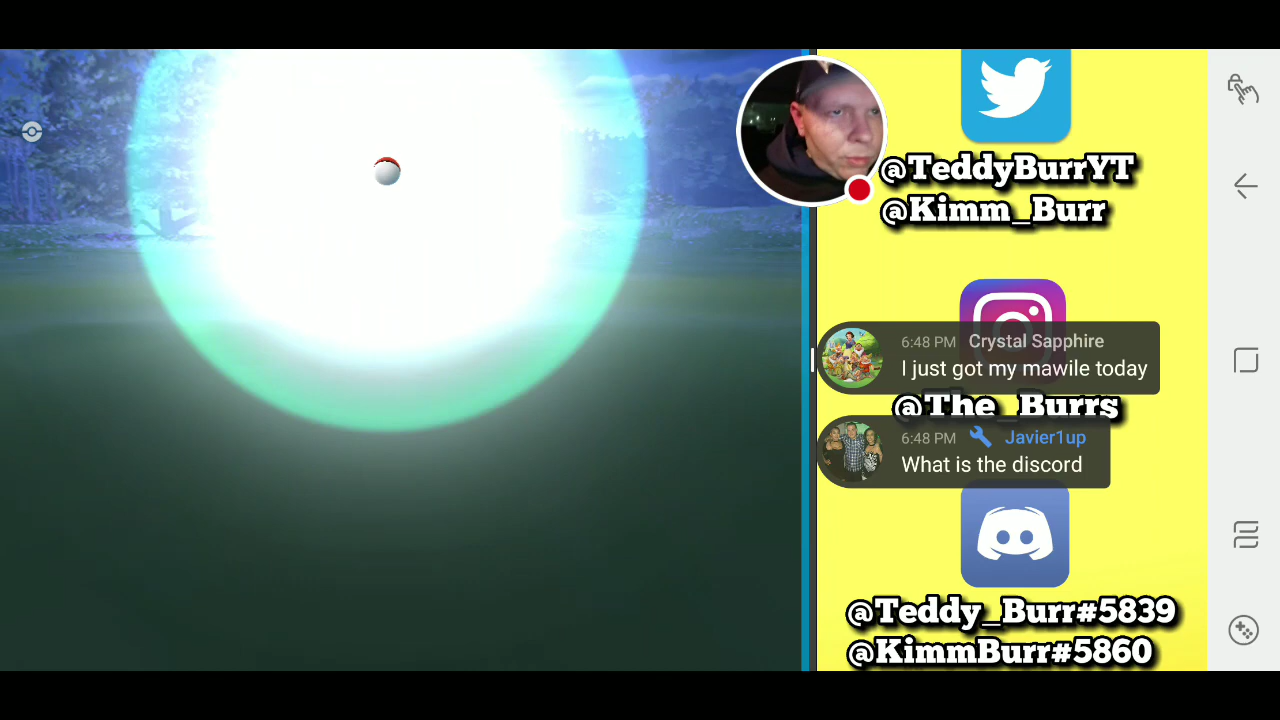 @TeddyBurrYT
@Kimm_Burr
6:48 PM Crystal Sapphire
I just got my mawile today
@The_Burrs
6:48 PM Javier1up
What is the discord
@Teddy_Burr#5839
@KimmBurr#5860